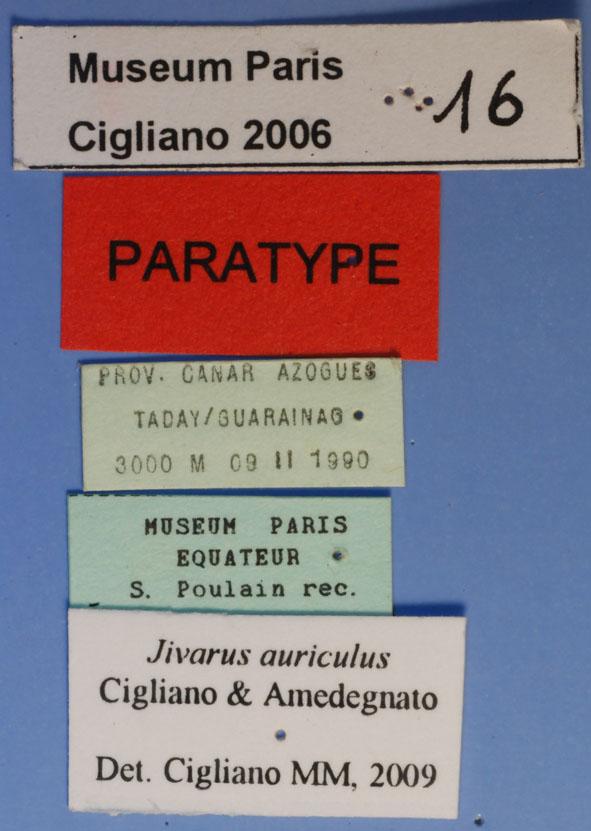 Museum Paris
Cigliano 2006
16
PARATYPE
PROV. CANAR AZOGUES
TADAY/GUARAINAG
3000 M 09 II 1990
MUSEUM PARIS
EQUATEUR
S. Poulain rec.
Jivarus auriculus
Cigliano & Amedegnato
Det. Cigliano MM, 2009